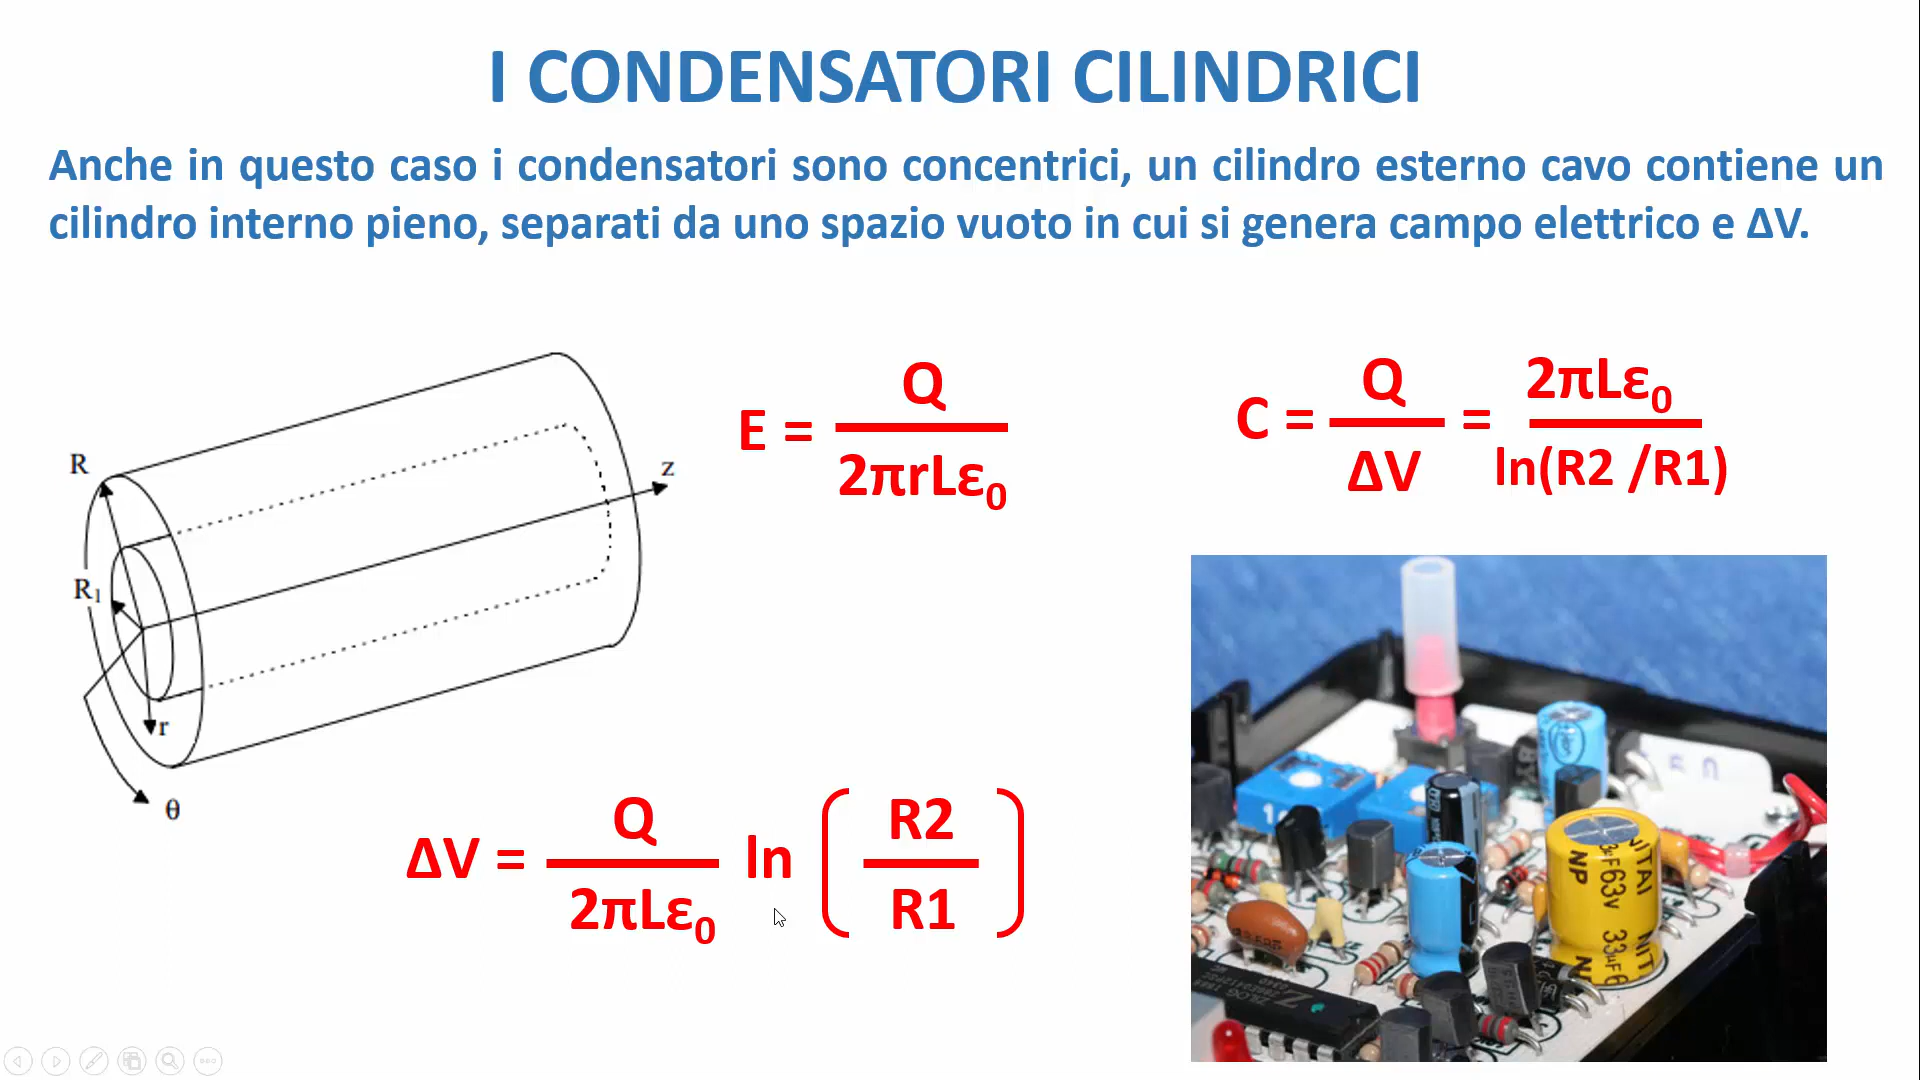 I CONDENSATORI CILINDRICI
Anche in questo caso i condensatori sono concentrici, un cilindro esterno cavo contiene un
cilindro interno pieno, separati da uno spazio vuoto in cui si genera campo elettrico e ΔV.
R
R₁
r
θ
z
E = Q / 2πrLε₀
C = Q / ΔV = 2πLε₀ / ln(R2 /R1)
ΔV = Q / 2πLε₀ ln ( R2 / R1 )
63v
NP
33µF